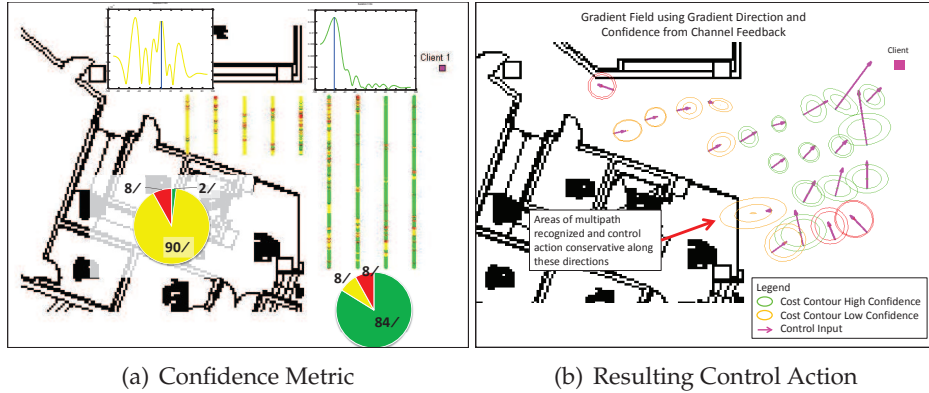 Client 1
8/
2/
90/
8/
8/
84/
(a) Confidence Metric
Gradient Field using Gradient Direction and
Confidence from Channel Feedback
Client
Areas of multipath
recognized and control
action conservative along
these directions
Legend
Cost Contour High Confidence
Cost Contour Low Confidence
Control Input
(b) Resulting Control Action